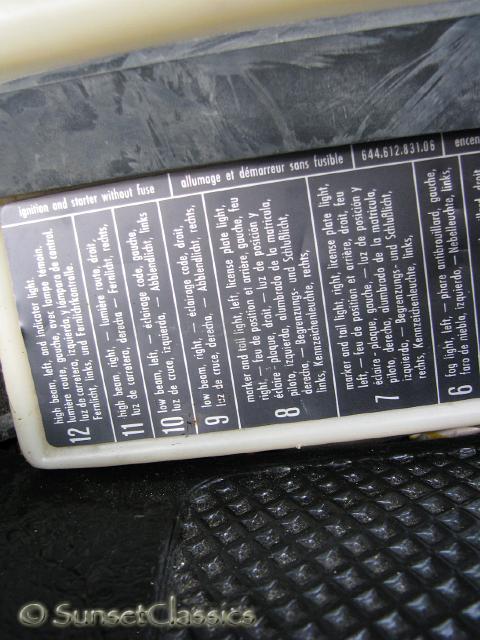 ignition and starter without fuse
allumage et démarreur sans fusible
644.612.831.06
12 high beam, left, and indicator light,
lumière route, gauche, avec lampe témoin,
luz de carretera, izquierda, y lámpara de control.
Fernlicht, links, und Fernlichtkontrolle.
11 high beam, right, – lumière route, droit,
luz de carretera, derecha – Fernlicht, rechts,
10 low beam, left, – éclairage code, gauche,
luz de cruce, izquierda, – Abblendlicht, links
9 low beam, right, – éclairage code, droit,
luz de cruce, derecha, – Abblendlicht, rechts,
8 marker and tail light, left, license plate light,
right, – feu de position et arrière, gauche, feu
éclaire - plaque, droit, – luz de posición y
piloto, izquierdo, alumbrado de la matrícula,
derecha – Begrenzungs- und Schlußlicht,
links, Kennzeichenleuchte, rechts,
7 marker and tail light, right, license plate light,
left, – feu de position et arrière, droit, feu
éclaire - plaque, gauche, – luz de posición y
piloto, derecho, alumbrado de la matrícula,
izquierdo, – Begrenzungs- und Schlußlicht,
rechts, Kennzeichenleuchte, links,
6 fog light, left, – phare antibrouillard, gauche,
faro de niebla, izquierdo, – Nebelleuchte, links,
© SunsetClassics